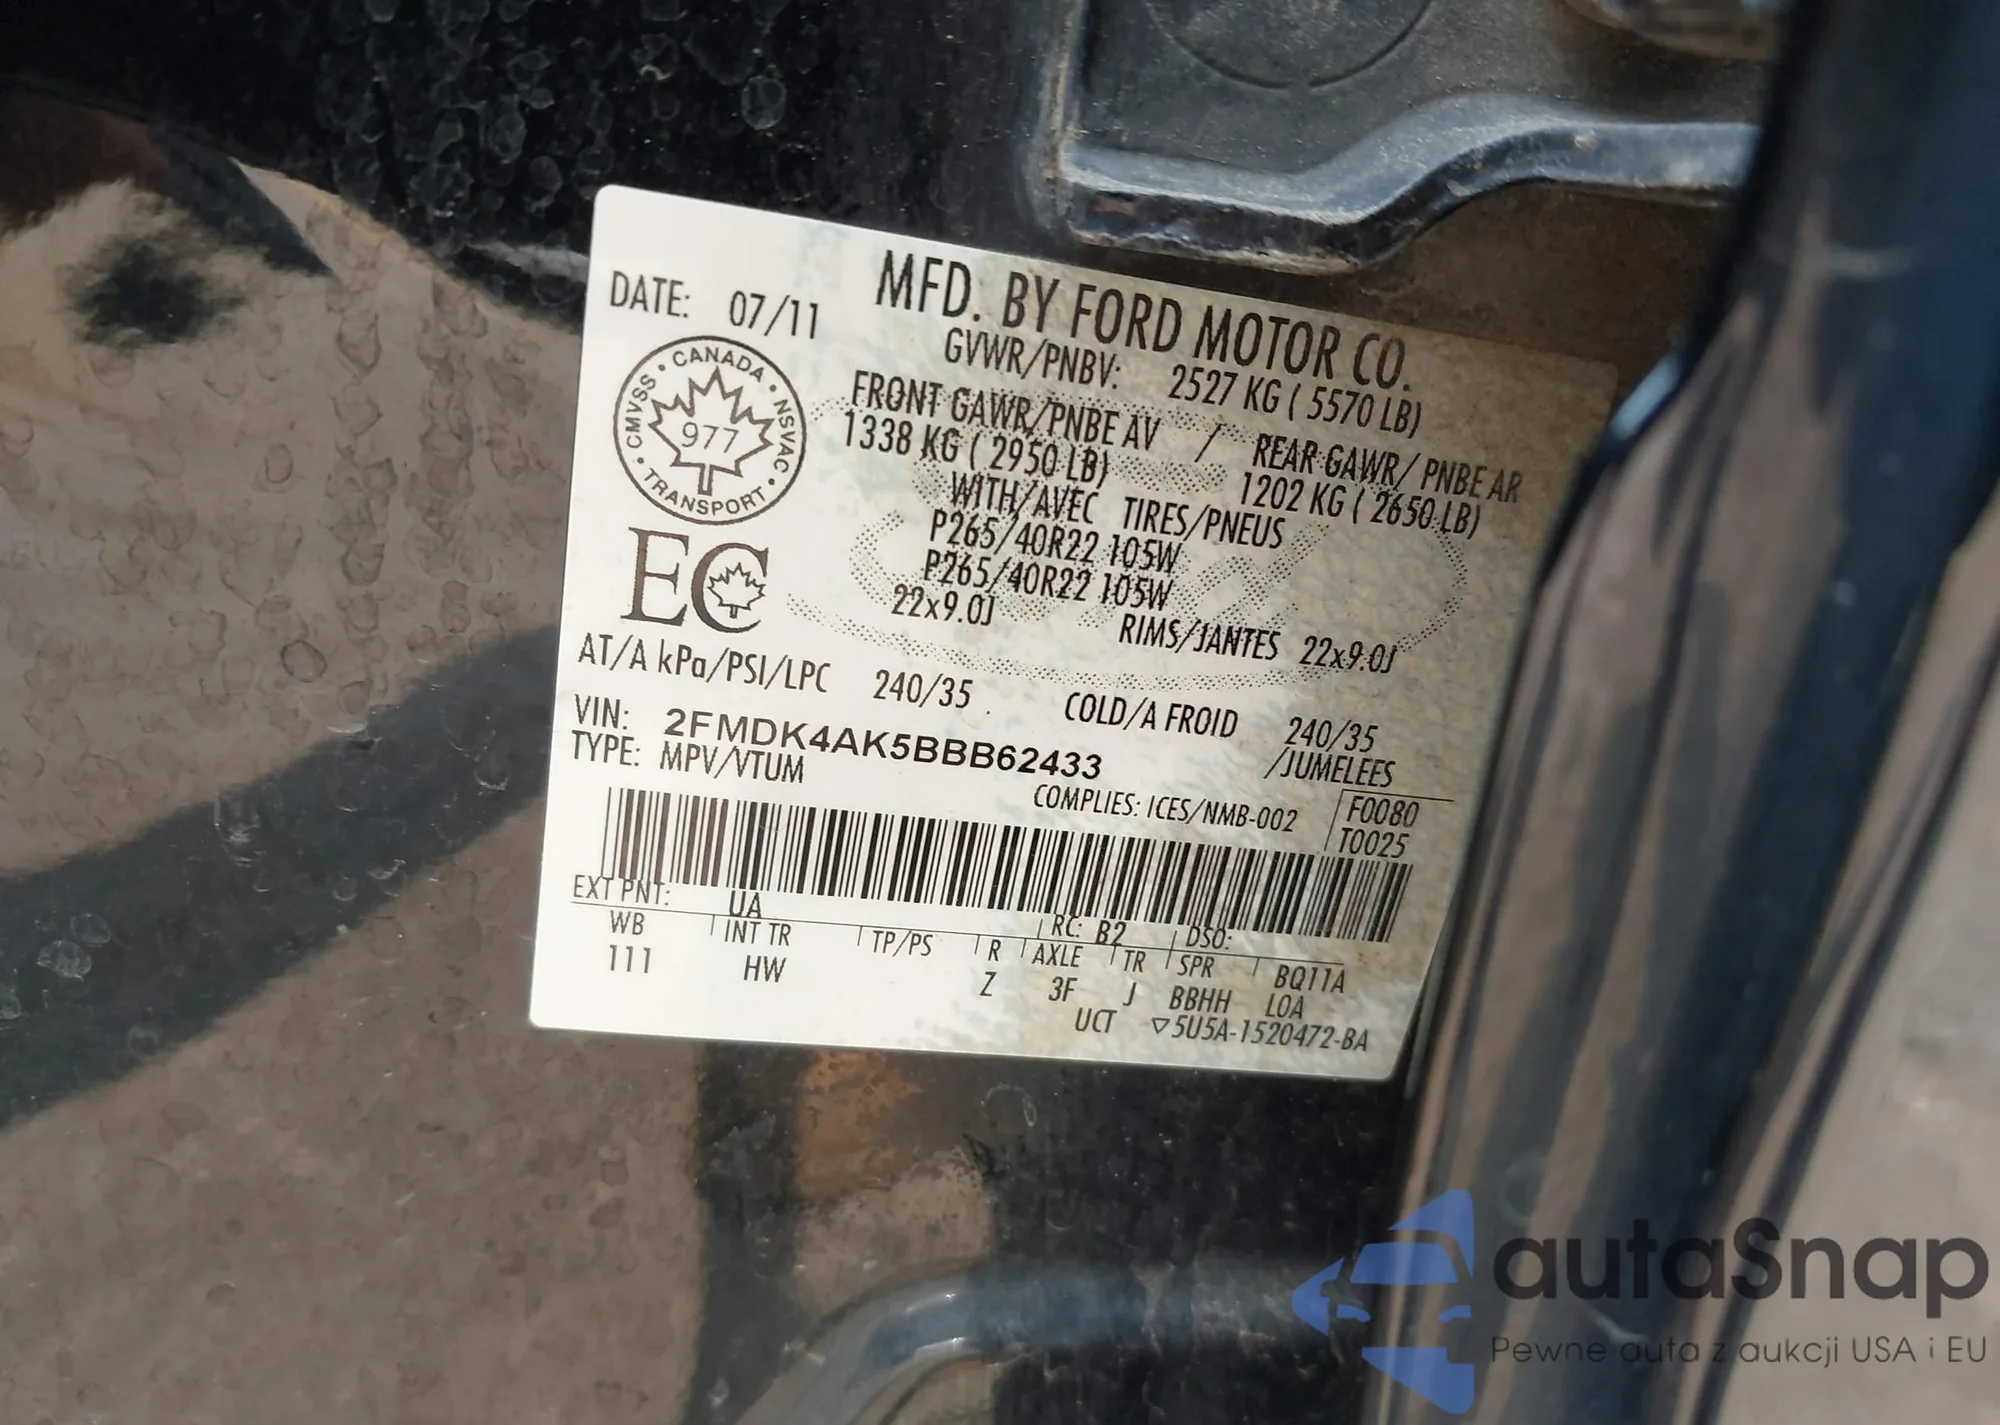 MFD. BY FORD MOTOR CO.
DATE: 07/11
GVWR/PNBV: 2527 KG ( 5570 LB)
FRONT GAWR/PNBE AV / REAR GAWR/ PNBE AR
1338 KG ( 2950 LB) 1202 KG ( 2650 LB)
WITH/AVEC TIRES/PNEUS
P265/40R22 105W
P265/40R22 105W
22x9.0J RIMS/JANTES 22x9.0J
CANADA · NSVAC · TRANSPORT · CMVSS ·
977
EC
AT/A kPa/PSI/LPC 240/35 COLD/A FROID 240/35
VIN: 2FMDK4AK5BBB62433 /JUMELEES
TYPE: MPV/VTUM
COMPLIES: ICES/NMB-002 F0080
T0025
EXT PNT: UA RC: B2 DSO:
WB INT TR TP/PS R AXLE TR SPR BQ11A
111 HW Z 3F J BBHH LOA
UCT ▽5U5A-1520472-BA
autaSnap
Pewne auta z aukcji USA i EU